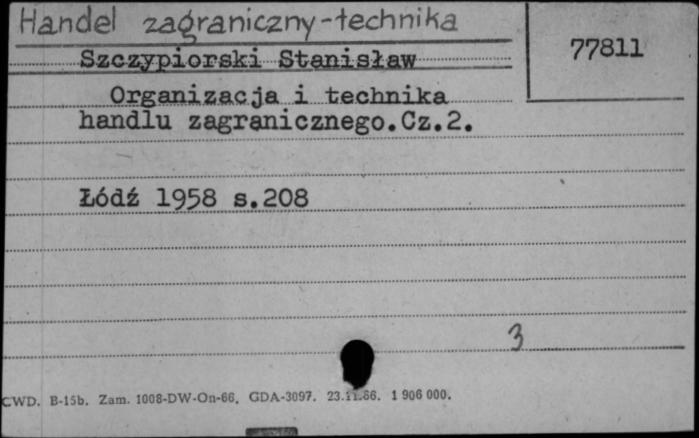 Handel zagraniczny-technika
77811
Szczypiorski Stanisław
Organizacja i technika
handlu zagranicznego.Cz.2.
Łódź 1958 s.208
3
CWD. B-15b. Zam. 1008-DW-On-66. GDA-3097. 23.11.66. 1 906 000.